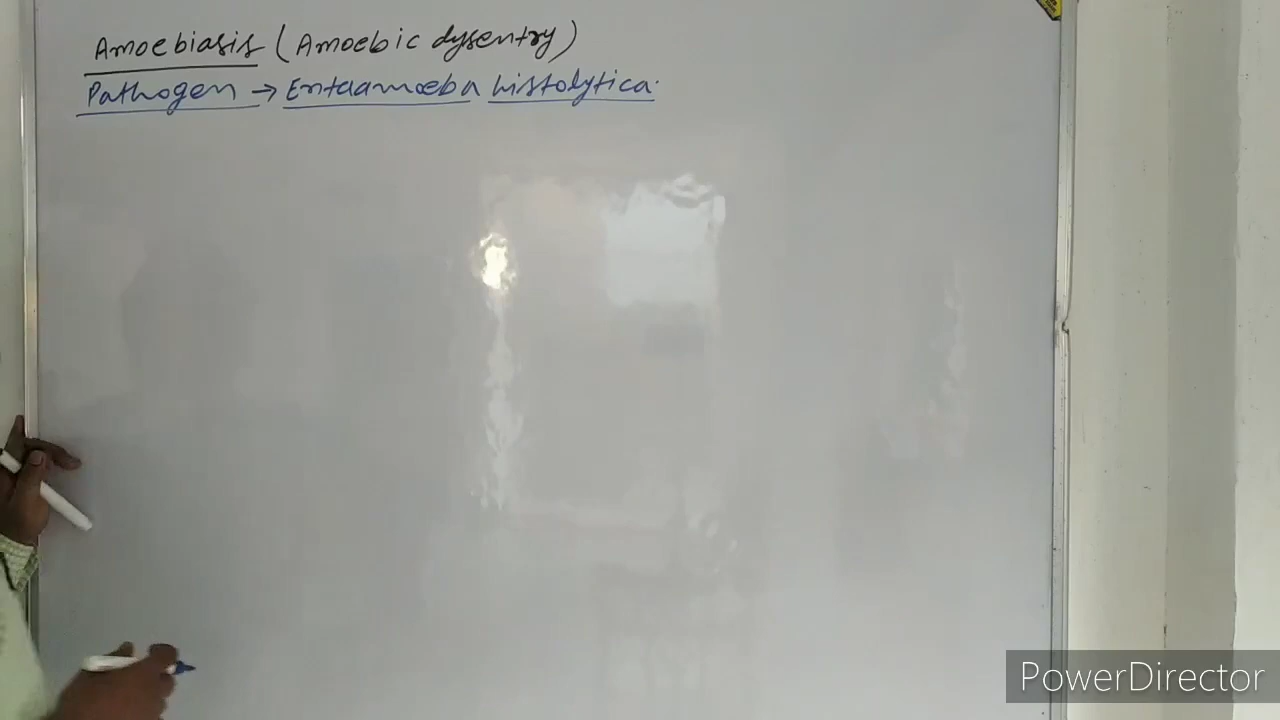 Amoebiasis (Amoebic dysentry)
Pathogen → Entaamoeba histolytica.
PowerDirector